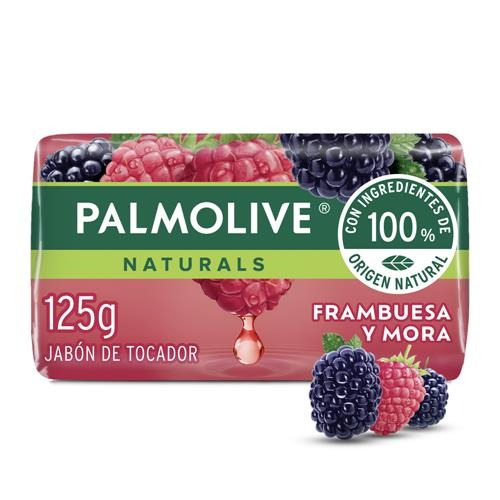 PALMOLIVE®
NATURALS
CON INGREDIENTES DE
100%
ORIGEN NATURAL
125g
JABÓN DE TOCADOR
FRAMBUESA
Y MORA